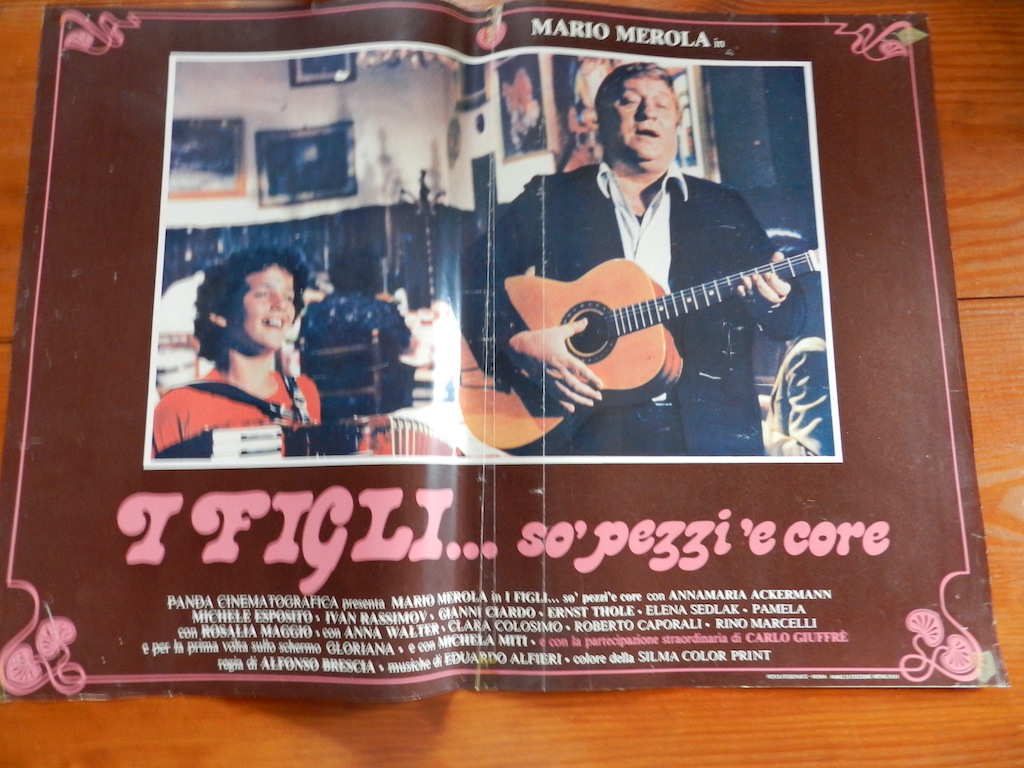 MARIO MEROLA in
I FIGLI... so' pezzi 'e core
PANDA CINEMATOGRAFICA presenta MARIO MEROLA in I FIGLI... so' pezzi'e core con ANNAMARIA ACKERMANN
MICHELE ESPOSITO • IVAN RASSIMOV • GIANNI CIARDO • ERNST THOLE • ELENA SEDLAK • PAMELA
con ROSALIA MAGGIO • con ANNA WALTER • CLARA COLOSIMO • ROBERTO CAPORALI • RINO MARCELLI
e per la prima volta sullo schermo GLORIANA • e con MICHELA MITI • e con la partecipazione straordinaria di CARLO GIUFFRÈ
regia di ALFONSO BRESCIA • musiche di EDUARDO ALFIERI • colore della SILMA COLOR PRINT